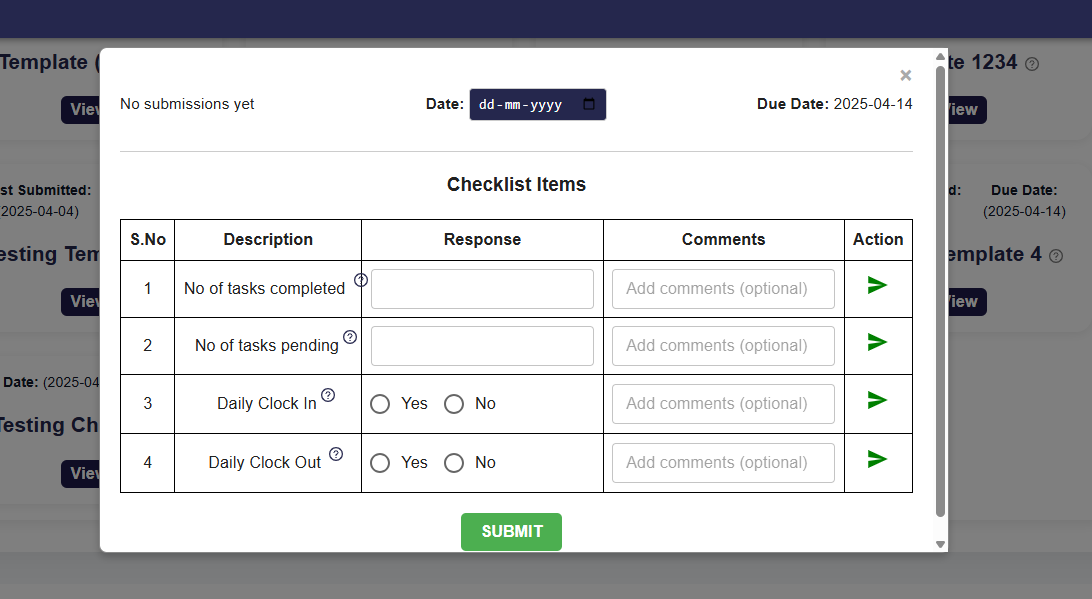 Template (
te 1234 ?
View
iew
×
No submissions yet
Date: dd-mm-yyyy
Due Date: 2025-04-14
st Submitted:
2025-04-04)
d:
Due Date:
(2025-04-14)
esting Tem
emplate 4 ?
View
iew
Date: (2025-04
Testing Ch
View
Checklist Items
S.No Description Response Comments Action
1 No of tasks completed ? Add comments (optional)
2 No of tasks pending ? Add comments (optional)
3 Daily Clock In ? Yes No Add comments (optional)
4 Daily Clock Out ? Yes No Add comments (optional)
SUBMIT